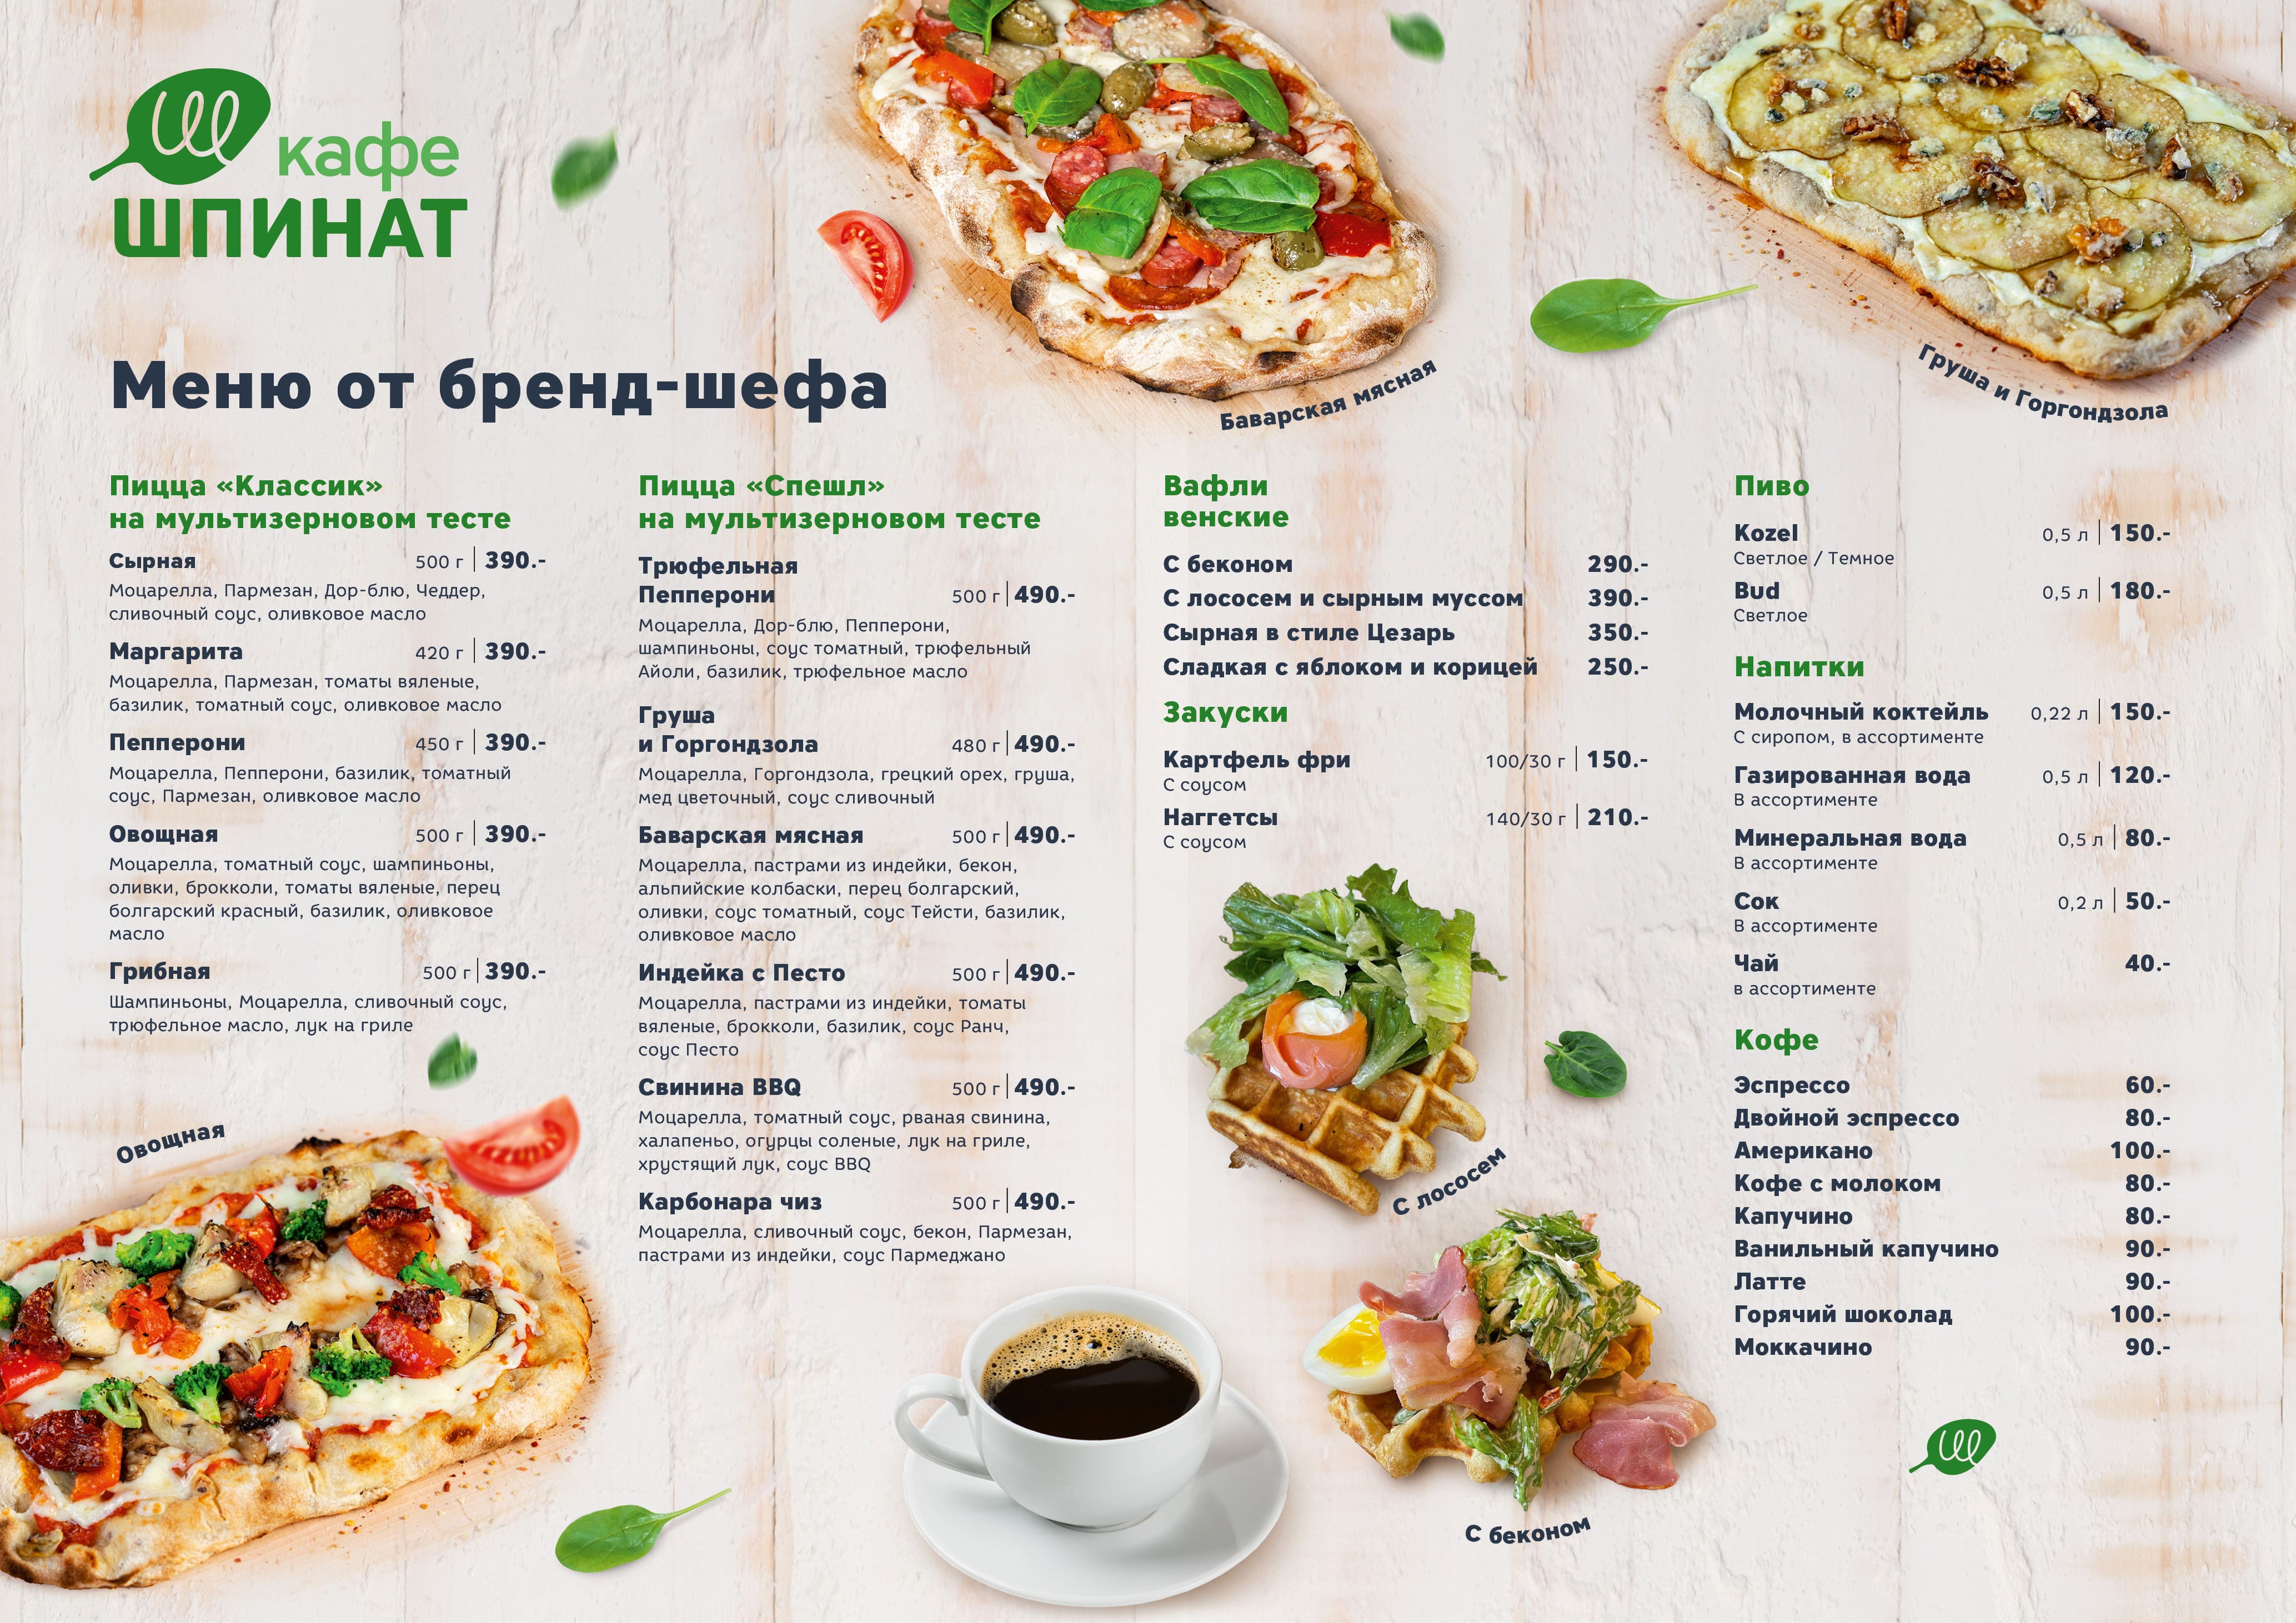 кафе
ШПИНАТ
Меню от бренд-шефа
Баварская мясная
Груша и Горгондзола
Пицца «Классик»
на мультизерновом тесте
Сырная 500 г 390.-
Моцарелла, Пармезан, Дор-блю, Чеддер,
сливочный соус, оливковое масло
Маргарита 420 г 390.-
Моцарелла, Пармезан, томаты вяленые,
базилик, томатный соус, оливковое масло
Пепперони 450 г 390.-
Моцарелла, Пепперони, базилик, томатный
соус, Пармезан, оливковое масло
Овощная 500 г 390.-
Моцарелла, томатный соус, шампиньоны,
оливки, брокколи, томаты вяленые, перец
болгарский красный, базилик, оливковое
масло
Грибная 500 г 390.-
Шампиньоны, Моцарелла, сливочный соус,
трюфельное масло, лук на гриле
Овощная
Пицца «Спешл»
на мультизерновом тесте
Трюфельная
Пепперони 500 г 490.-
Моцарелла, Дор-блю, Пепперони,
шампиньоны, соус томатный, трюфельный
Айоли, базилик, трюфельное масло
Груша
и Горгондзола 480 г 490.-
Моцарелла, Горгондзола, грецкий орех, груша,
мед цветочный, соус сливочный
Баварская мясная 500 г 490.-
Моцарелла, пастрами из индейки, бекон,
альпийские колбаски, перец болгарский,
оливки, соус томатный, соус Тейсти, базилик,
оливковое масло
Индейка с Песто 500 г 490.-
Моцарелла, пастрами из индейки, томаты
вяленые, брокколи, базилик, соус Ранч,
соус Песто
Свинина BBQ 500 г 490.-
Моцарелла, томатный соус, рваная свинина,
халапеньо, огурцы соленые, лук на гриле,
хрустящий лук, соус BBQ
Карбонара чиз 500 г 490.-
Моцарелла, сливочный соус, бекон, Пармезан,
пастрами из индейки, соус Пармеджано
Вафли
венские
С беконом 290.-
С лососем и сырным муссом 390.-
Сырная в стиле Цезарь 350.-
Сладкая с яблоком и корицей 250.-
Закуски
Картфель фри 100/30 г 150.-
С соусом
Наггетсы 140/30 г 210.-
С соусом
С лососем
С беконом
Пиво
Kozel 0,5 л 150.-
Светлое / Темное
Bud 0,5 л 180.-
Светлое
Напитки
Молочный коктейль 0,22 л 150.-
С сиропом, в ассортименте
Газированная вода 0,5 л 120.-
В ассортименте
Минеральная вода 0,5 л 80.-
В ассортименте
Сок 0,2 л 50.-
В ассортименте
Чай 40.-
в ассортименте
Кофе
Эспрессо 60.-
Двойной эспрессо 80.-
Американо 100.-
Кофе с молоком 80.-
Капучино 80.-
Ванильный капучино 90.-
Латте 90.-
Горячий шоколад 100.-
Моккачино 90.-